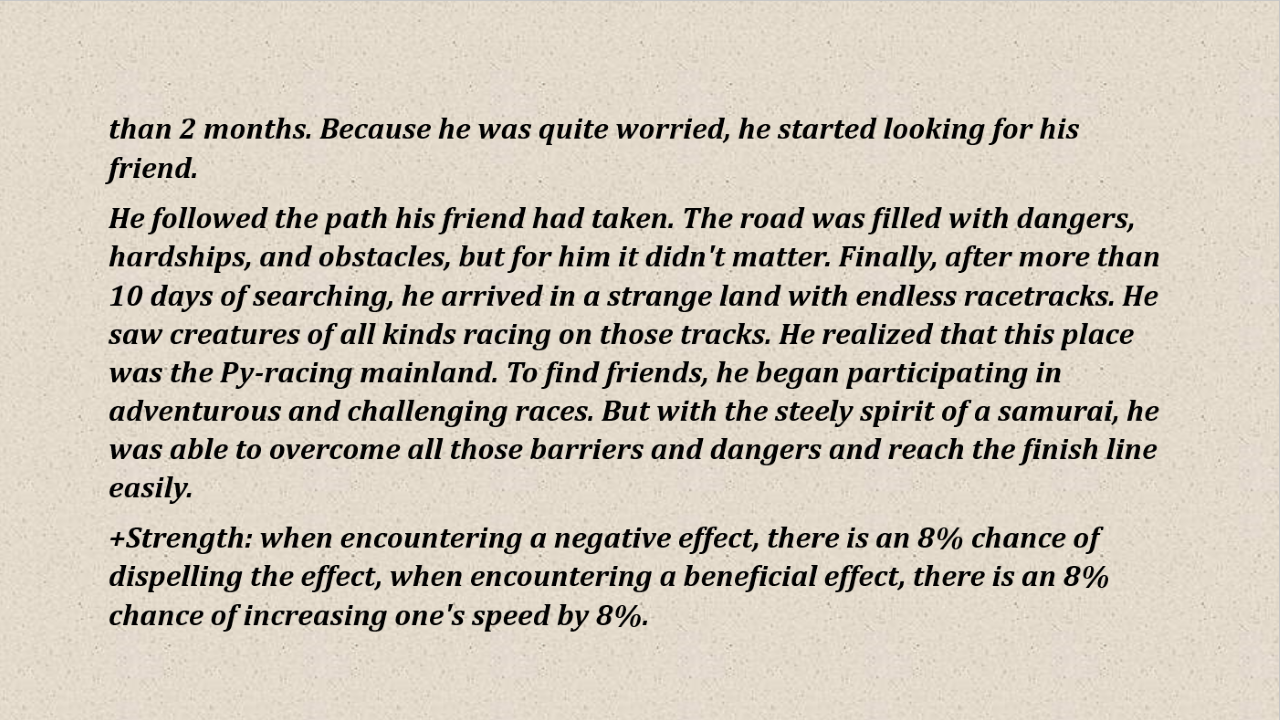 than 2 months. Because he was quite worried, he started looking for his
friend.
He followed the path his friend had taken. The road was filled with dangers,
hardships, and obstacles, but for him it didn't matter. Finally, after more than
10 days of searching, he arrived in a strange land with endless racetracks. He
saw creatures of all kinds racing on those tracks. He realized that this place
was the Py-racing mainland. To find friends, he began participating in
adventurous and challenging races. But with the steely spirit of a samurai, he
was able to overcome all those barriers and dangers and reach the finish line
easily.
+Strength: when encountering a negative effect, there is an 8% chance of
dispelling the effect, when encountering a beneficial effect, there is an 8%
chance of increasing one's speed by 8%.